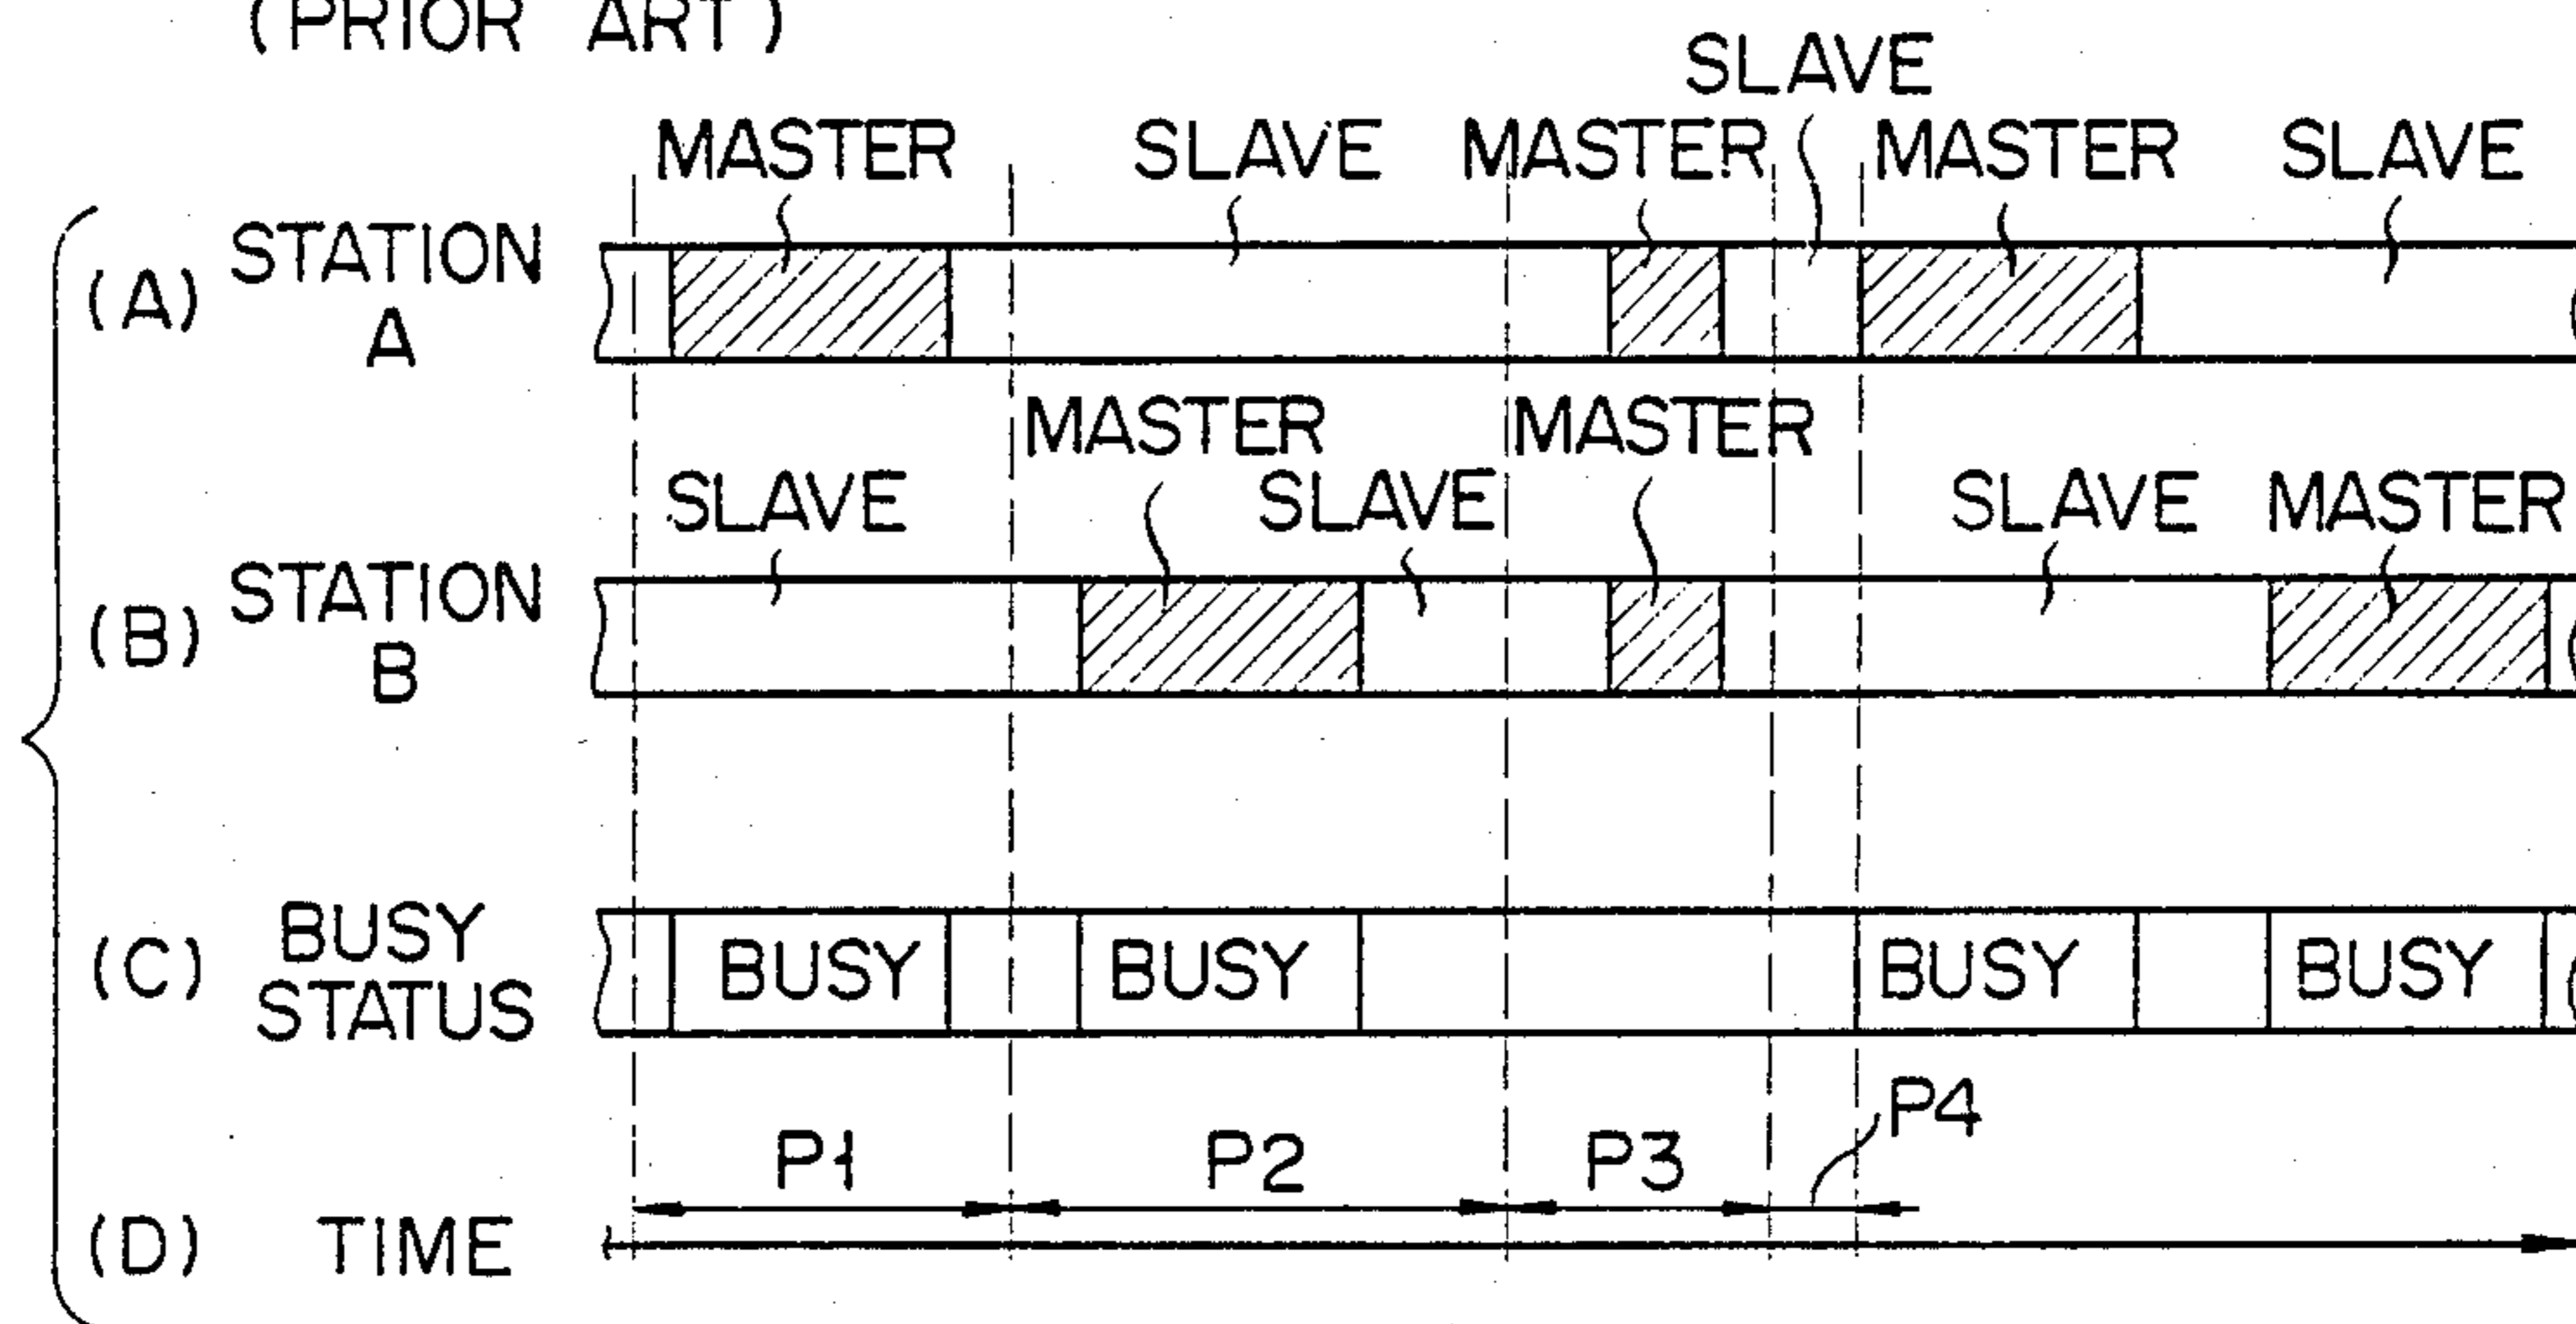 (PRIOR ART)
SLAVE
MASTER SLAVE MASTER MASTER SLAVE
(A) STATION A
MASTER MASTER
SLAVE SLAVE SLAVE MASTER
(B) STATION B
(C) BUSY STATUS
BUSY BUSY BUSY BUSY
P4
P1 P2 P3
(D) TIME